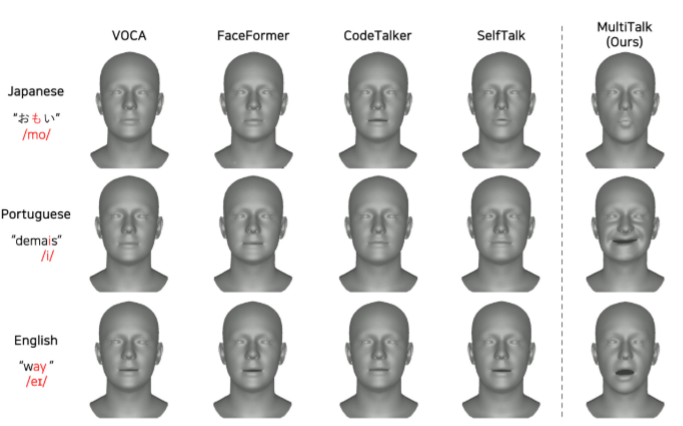 VOCA FaceFormer CodeTalker SelfTalk MultiTalk
(Ours)
Japanese
"おもい"
/mo/
Portuguese
"demais"
/i/
English
"way"
/eɪ/